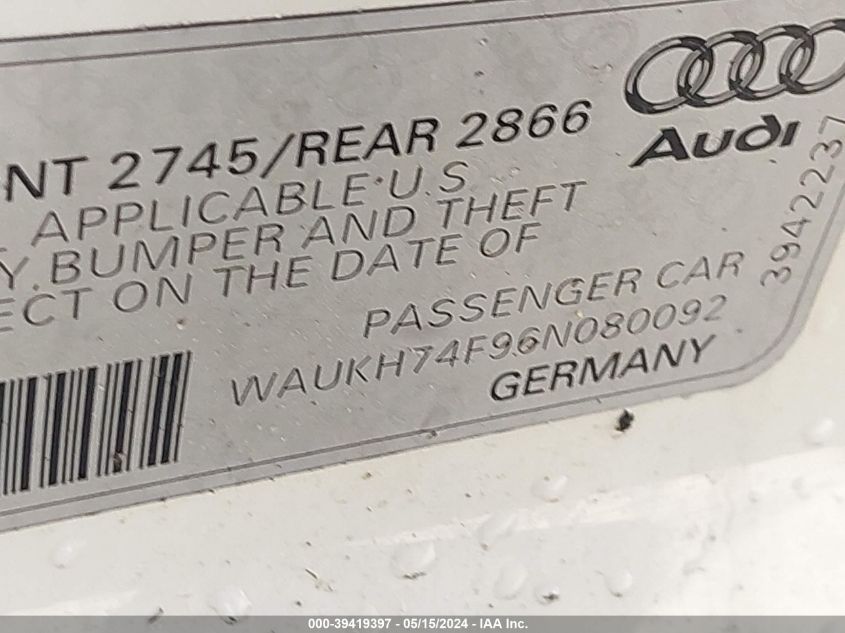 Audi
NT 2745/REAR 2866
APPLICABLE U.S.
Y, BUMPER AND THEFT
ECT ON THE DATE OF
PASSENGER CAR
WAUKH74F96N080092
GERMANY
3942237
000-39419397 - 05/15/2024 - IAA Inc.